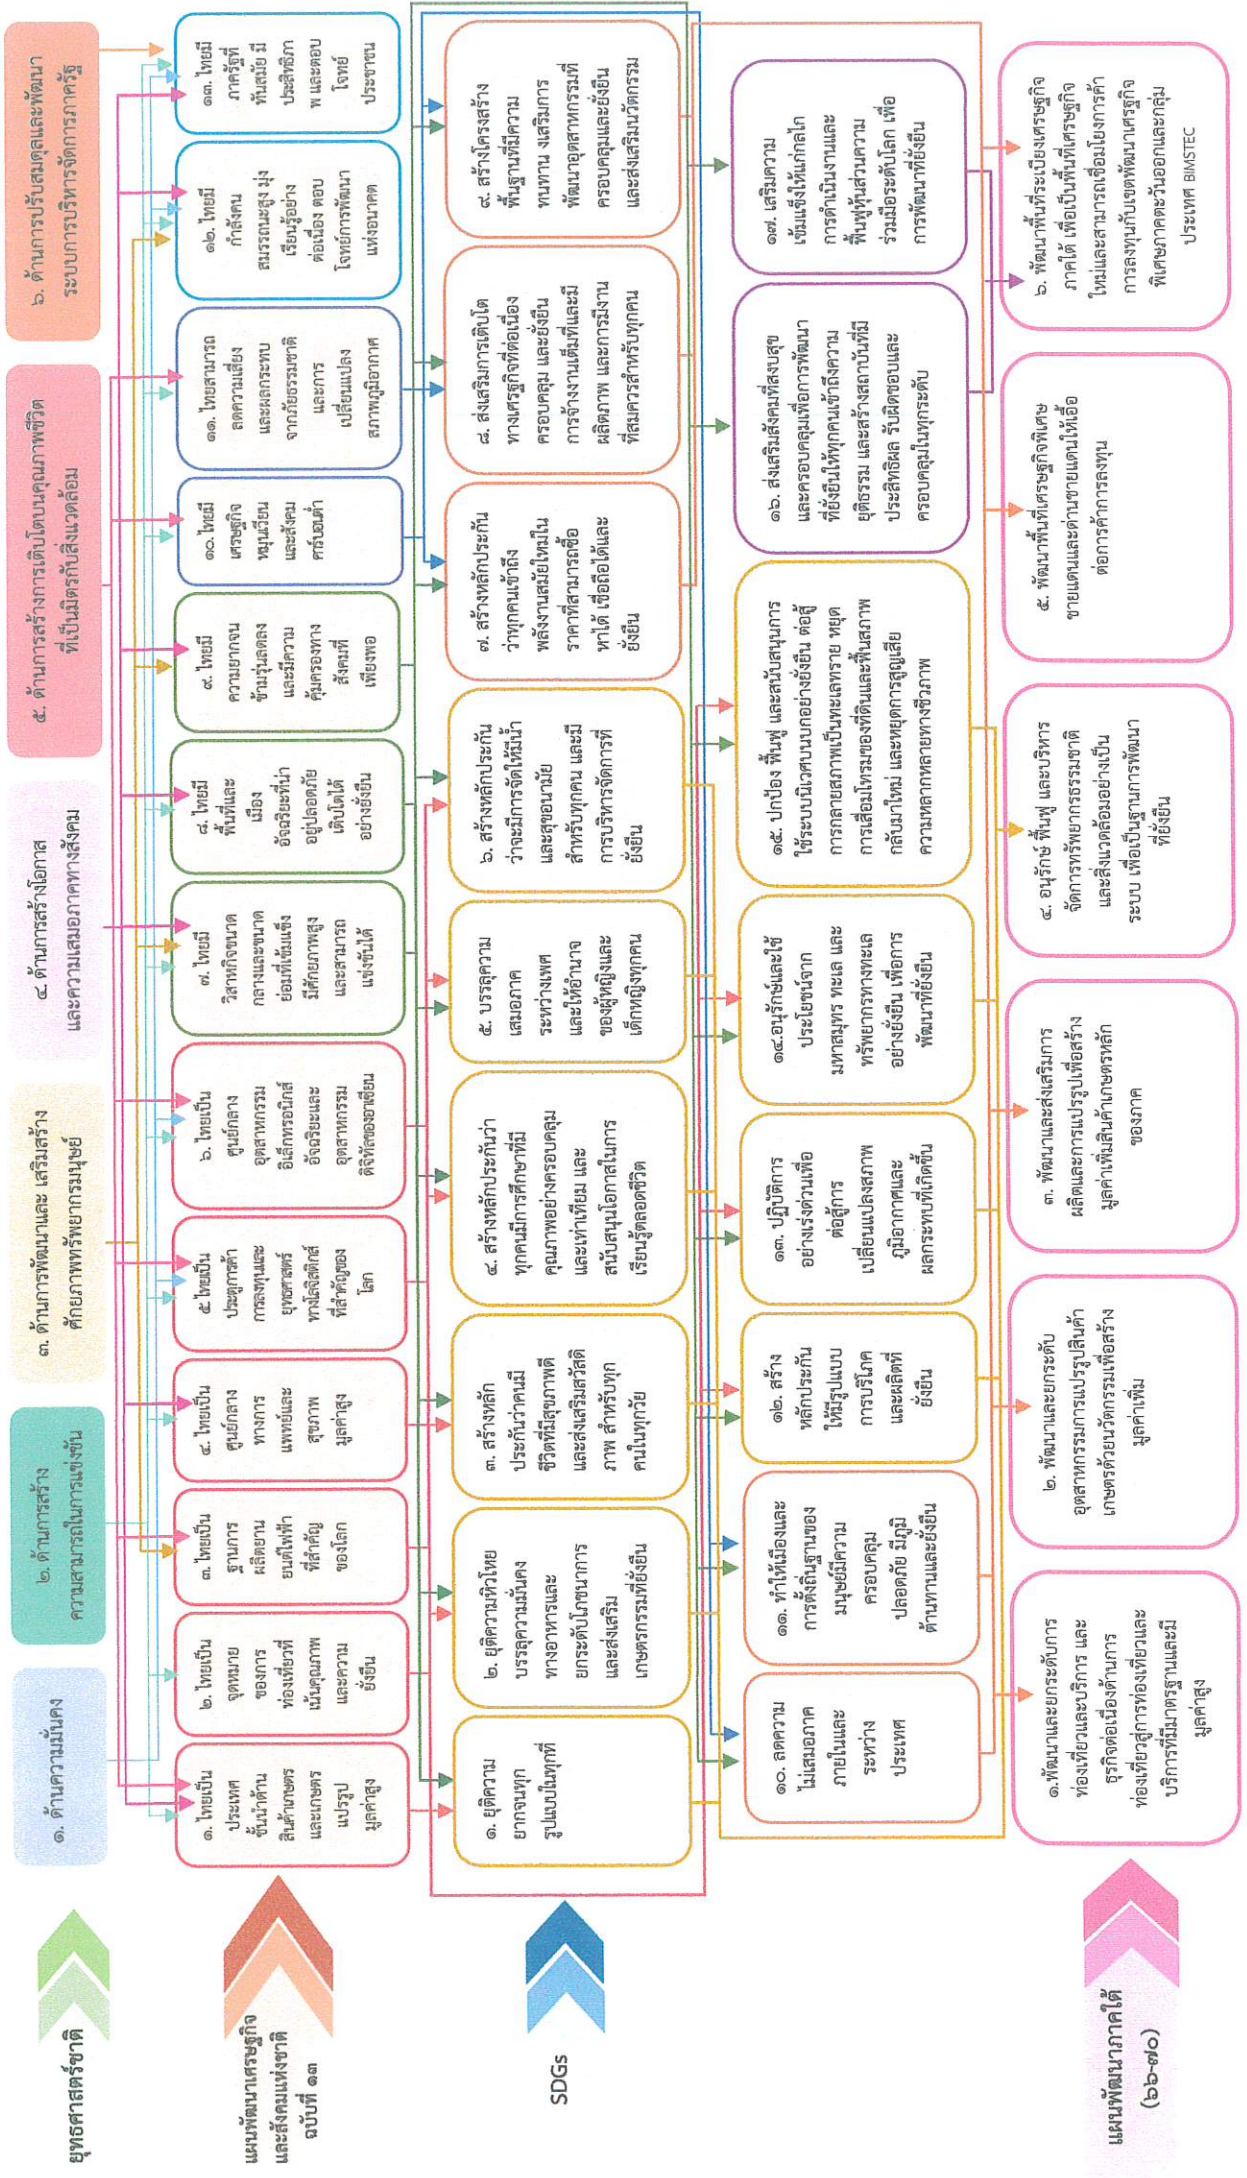 ยุทธศาสตร์ชาติ
๑. ด้านความมั่นคง
๒. ด้านการสร้าง
ความสามารถในการแข่งขัน
๓. ด้านการพัฒนาและ เสริมสร้าง
ศักยภาพทรัพยากรมนุษย์
๔. ด้านการสร้างโอกาส
และความเสมอภาคทางสังคม
๕. ด้านการสร้างการเติบโตบนคุณภาพชีวิต
ที่เป็นมิตรกับสิ่งแวดล้อม
๖. ด้านการปรับสมดุลและพัฒนา
ระบบการบริหารจัดการภาครัฐ
แผนพัฒนาเศรษฐกิจ
และสังคมแห่งชาติ
ฉบับที่ ๑๓
๑. ไทยเป็น
ประเทศ
ชั้นนำด้าน
สินค้าเกษตร
และเกษตร
แปรรูป
มูลค่าสูง
๒. ไทยเป็น
จุดหมาย
ของการ
ท่องเที่ยวที่
เน้นคุณภาพ
และความ
ยั่งยืน
๓. ไทยเป็น
ฐานการ
ผลิตยาน
ยนต์ไฟฟ้า
ที่สำคัญ
ของโลก
๔. ไทยเป็น
ศูนย์กลาง
ทางการ
แพทย์และ
สุขภาพ
มูลค่าสูง
๕.ไทยเป็น
ประตูการค้า
การลงทุนและ
ยุทธศาสตร์
ทางโลจิสติกส์
ที่สำคัญของ
โลก
๖. ไทยเป็น
ศูนย์กลาง
อุตสาหกรรม
อิเล็กทรอนิกส์
อัจฉริยะและ
อุตสาหกรรม
ดิจิทัลของอาเซียน
๗. ไทยมี
วิสาหกิจขนาด
กลางและขนาด
ย่อมที่เข้มแข็ง
มีศักยภาพสูง
และสามารถ
แข่งขันได้
๘. ไทยมี
พื้นที่และ
เมือง
อัจฉริยะที่น่า
อยู่ปลอดภัย
เติบโตได้
อย่างยั่งยืน
๙. ไทยมี
ความยากจน
ข้ามรุ่นลดลง
และมีความ
คุ้มครองทาง
สังคมที่
เพียงพอ
๑๐.ไทยมี
เศรษฐกิจ
หมุนเวียน
และสังคม
คาร์บอนต่ำ
๑๑. ไทยสามารถ
ลดความเสี่ยง
และผลกระทบ
จากภัยธรรมชาติ
และการ
เปลี่ยนแปลง
สภาพภูมิอากาศ
๑๒. ไทยมี
กำลังคน
สมรรถนะสูง มุ่ง
เรียนรู้อย่าง
ต่อเนื่อง ตอบ
โจทย์การพัฒนา
แห่งอนาคต
๑๓. ไทยมี
ภาครัฐที่
ทันสมัย มี
ประสิทธิภา
พ และตอบ
โจทย์
ประชาชน
SDGs
๑. ยุติความ
ยากจนทุก
รูปแบบในทุกที่
๒. ยุติความหิวโหย
บรรลุความมั่นคง
ทางอาหารและ
ยกระดับโภชนาการ
และส่งเสริม
เกษตรกรรมที่ยั่งยืน
๓. สร้างหลัก
ประกันว่าคนมี
ชีวิตที่มีสุขภาพดี
และส่งเสริมสวัสดิ
ภาพ สำหรับทุก
คนในทุกวัย
๔. สร้างหลักประกันว่า
ทุกคนมีการศึกษาที่มี
คุณภาพอย่างครอบคลุม
และเท่าเทียม และ
สนับสนุนโอกาสในการ
เรียนรู้ตลอดชีวิต
๕. บรรลุความ
เสมอภาค
ระหว่างเพศ
และให้อำนาจ
ของผู้หญิงและ
เด็กหญิงทุกคน
๖. สร้างหลักประกัน
ว่าจะมีการจัดให้มีน้ำ
และสุขอนามัย
สำหรับทุกคน และมี
การบริหารจัดการที่
ยั่งยืน
๗. สร้างหลักประกัน
ว่าทุกคนเข้าถึง
พลังงานสมัยใหม่ใน
ราคาที่สามารถซื้อ
หาได้ เชื่อถือได้และ
ยั่งยืน
๘. ส่งเสริมการเติบโต
ทางเศรษฐกิจที่ต่อเนื่อง
ครอบคลุม และยั่งยืน
การจ้างงานเต็มที่และมี
ผลิตภาพ และการมีงาน
ที่สมควรสำหรับทุกคน
๙. สร้างโครงสร้าง
พื้นฐานที่มีความ
ทนทาน งเสริมการ
พัฒนาอุตสาหกรรมที่
ครอบคลุมและยั่งยืน
และส่งเสริมนวัตกรรม
๑๐. ลดความ
ไม่เสมอภาค
ภายในและ
ระหว่าง
ประเทศ
๑๑. ทำให้เมืองและ
การตั้งถิ่นฐานของ
มนุษย์มีความ
ครอบคลุม
ปลอดภัย มีภูมิ
ต้านทานและยั่งยืน
๑๒. สร้าง
หลักประกัน
ให้มีรูปแบบ
การบริโภค
และผลิตที่
ยั่งยืน
๑๓. ปฏิบัติการ
อย่างเร่งด่วนเพื่อ
ต่อสู้การ
เปลี่ยนแปลงสภาพ
ภูมิอากาศและ
ผลกระทบที่เกิดขึ้น
๑๔.อนุรักษ์และใช้
ประโยชน์จาก
มหาสมุทร ทะเล และ
ทรัพยากรทางทะเล
อย่างยั่งยืน เพื่อการ
พัฒนาที่ยั่งยืน
๑๕. ปกป้อง ฟื้นฟู และสนับสนุนการ
ใช้ระบบนิเวศบนบกอย่างยั่งยืน ต่อสู้
การกลายสภาพเป็นทะเลทราย หยุด
การเสื่อมโทรมของที่ดินและฟื้นสภาพ
กลับมาใหม่ และหยุดการสูญเสีย
ความหลากหลายทางชีวภาพ
๑๖. ส่งเสริมสังคมที่สงบสุข
และครอบคลุมเพื่อการพัฒนา
ที่ยั่งยืนให้ทุกคนเข้าถึงความ
ยุติธรรม และสร้างสถาบันที่มี
ประสิทธิผล รับผิดชอบและ
ครอบคลุมในทุกระดับ
๑๗. เสริมความ
เข้มแข็งให้แก่กลไก
การดำเนินงานและ
ฟื้นฟูหุ้นส่วนความ
ร่วมมือระดับโลก เพื่อ
การพัฒนาที่ยั่งยืน
แผนพัฒนาภาคใต้
(๖๖-๗๐)
๑.พัฒนาและยกระดับการ
ท่องเที่ยวและบริการ และ
ธุรกิจต่อเนื่องด้านการ
ท่องเที่ยวสู่การท่องเที่ยวและ
บริการที่มีมาตรฐานและมี
มูลค่าสูง
๒. พัฒนาและยกระดับ
อุตสาหกรรมการแปรรูปสินค้า
เกษตรด้วยนวัตกรรมเพื่อสร้าง
มูลค่าเพิ่ม
๓. พัฒนาและส่งเสริมการ
ผลิตและการแปรรูปเพื่อสร้าง
มูลค่าเพิ่มสินค้าเกษตรหลัก
ของภาค
๔. อนุรักษ์ ฟื้นฟู และบริหาร
จัดการทรัพยากรธรรมชาติ
และสิ่งแวดล้อมอย่างเป็น
ระบบ เพื่อเป็นฐานการพัฒนา
ที่ยั่งยืน
๕. พัฒนาพื้นที่เศรษฐกิจพิเศษ
ชายแดนและด่านชายแดนให้เอื้อ
ต่อการค้าการลงทุน
๖. พัฒนาพื้นที่ระเบียงเศรษฐกิจ
ภาคใต้ เพื่อเป็นพื้นที่เศรษฐกิจ
ใหม่และสามารถเชื่อมโยงการค้า
การลงทุนกับเขตพัฒนาเศรษฐกิจ
พิเศษภาคตะวันออกและกลุ่ม
ประเทศ BIMSTEC